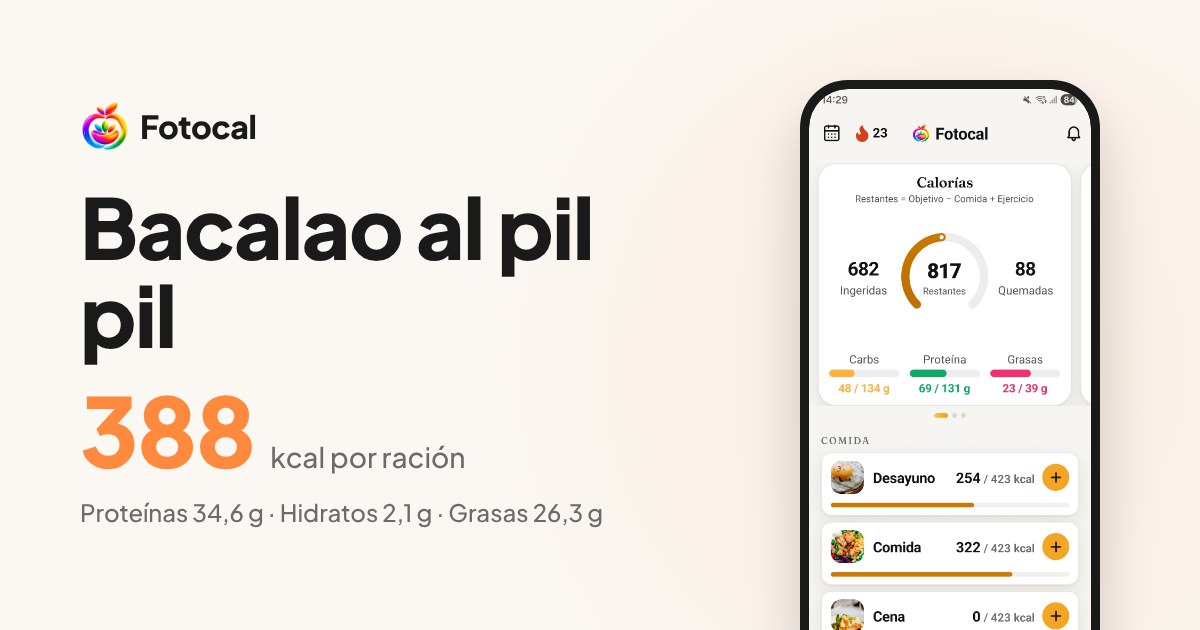 Fotocal
Bacalao al pil
pil
388 kcal por ración
Proteínas 34,6 g · Hidratos 2,1 g · Grasas 26,3 g
14:29
84
23
Fotocal
Calorías
Restantes = Objetivo − Comida + Ejercicio
682
Ingeridas
817
Restantes
88
Quemadas
Carbs
Proteína
Grasas
48 / 134 g
69 / 131 g
23 / 39 g
COMIDA
Desayuno 254 / 423 kcal +
Comida 322 / 423 kcal +
Cena 0 / 423 kcal +